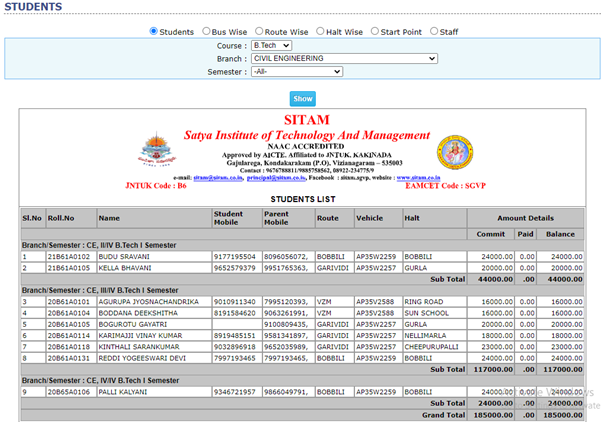 STUDENTS
Students Bus Wise Route Wise Halt Wise Start Point Staff
Course : B.Tech
Branch : CIVIL ENGINEERING
Semester : -All-
Show
SITAM
Satya Institute of Technology And Management
NAAC ACCREDITED
Approved by AICTE. Affiliated to JNTUK. KAKINADA
Gajularega, Kondakarakam (P.O), Vizianagaram – 535003
Contact : 9676788811/9885758562, 08922-234775/9
e-mail: sitam@sitam.co.in, principal@sitam.co.in, Facebook : sitam.sgvp, website : www.sitam.co.in
JNTUK Code : B6 EAMCET Code : SGVP
STUDENTS LIST
Sl.No Roll.No Name Student Mobile Parent Mobile Route Vehicle Halt Amount Details
Commit Paid Balance
Branch/Semester : CE, II/IV B.Tech I Semester
1 21B61A0102 BUDU SRAVANI 9177195504 8096056072, BOBBILI AP35W2259 BOBBILI 24000.00 0.00 24000.00
2 21B61A0105 KELLA BHAVANI 9652579379 9951765363, GARIVIDI AP35W2257 GURLA 20000.00 0.00 20000.00
Sub Total 44000.00 .00 44000.00
Branch/Semester : CE, III/IV B.Tech I Semester
3 20B61A0101 AGURUPA JYOSNACHANDRIKA 9010911340 7995120393, VZM AP35V2588 RING ROAD 16000.00 0.00 16000.00
4 20B61A0104 BODDANA DEEKSHITHA 8191584620 9063261991, VZM AP35V2588 SUN SCHOOL 16000.00 0.00 16000.00
5 20B61A0105 BOGUROTU GAYATRI 9100809435, GARIVIDI AP35W2257 GURLA 20000.00 0.00 20000.00
6 20B61A0114 KARIMAJJI VINAY KUMAR 8919485151 9581341897, GARIVIDI AP35W2257 NELLIMARLA 18000.00 0.00 18000.00
7 20B61A0118 KINTHALI SARANKUMAR 9032896918 9652035989, GARIVIDI AP35W2257 CHEEPURUPALLI 23000.00 0.00 23000.00
8 20B61A0131 REDDI YOGEESWARI DEVI 7997193465 7997193465, BOBBILI AP35W2259 BOBBILI 24000.00 0.00 24000.00
Sub Total 117000.00 .00 117000.00
Branch/Semester : CE, IV/IV B.Tech I Semester
9 20B65A0106 PALLI KALYANI 9346721957 9866049791, BOBBILI AP35W2259 BOBBILI 24000.00 0.00 24000.00
Sub Total 24000.00 .00 24000.00
Grand Total 185000.00 .00 185000.00